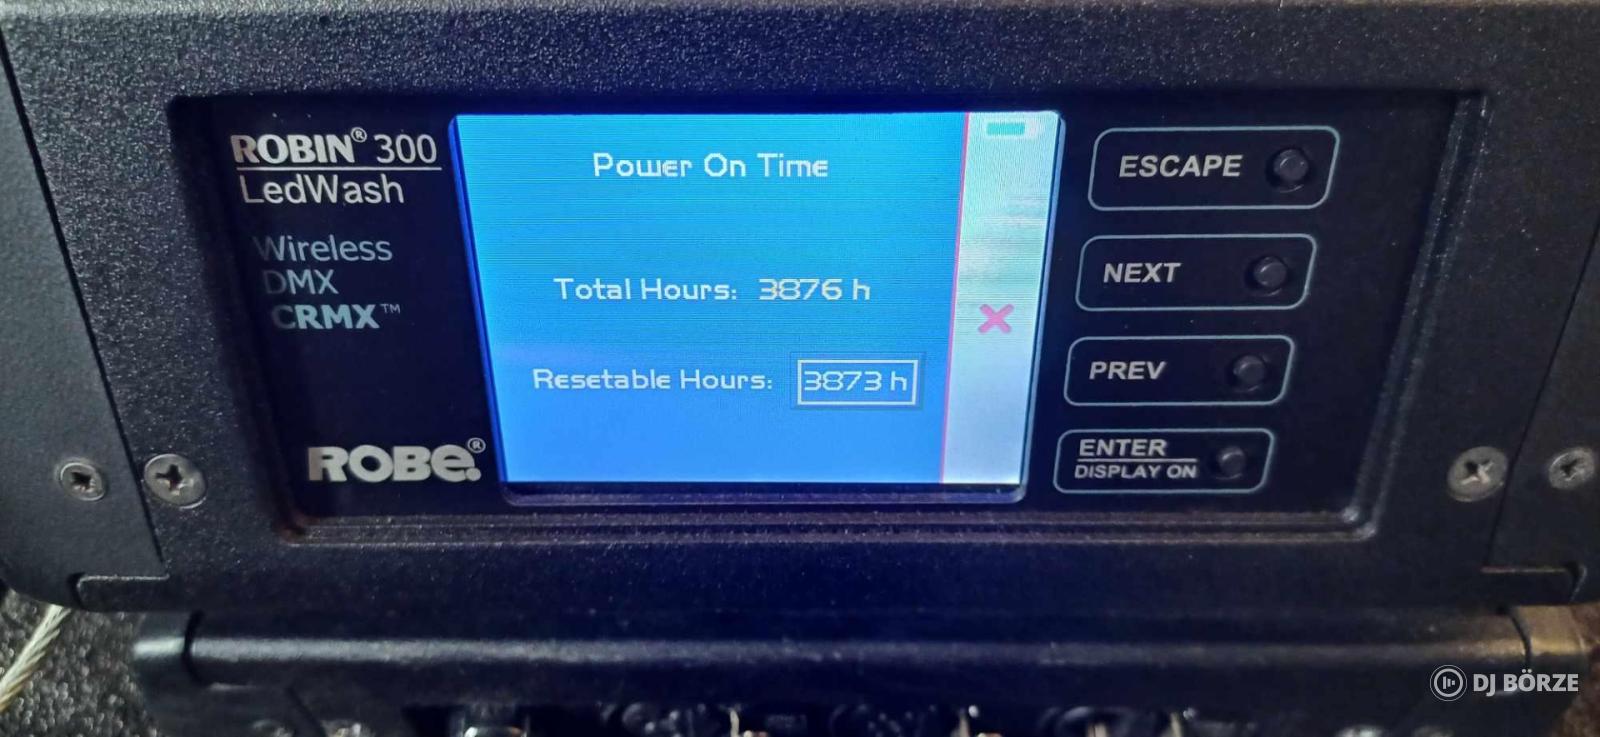 ROBIN® 300
LedWash
Wireless
DMX
CRMX™
ROBE®
Power On Time
Total Hours: 3876 h
Resetable Hours: 3873 h
ESCAPE
NEXT
PREV
ENTER
DISPLAY ON
DJ BÖRZE